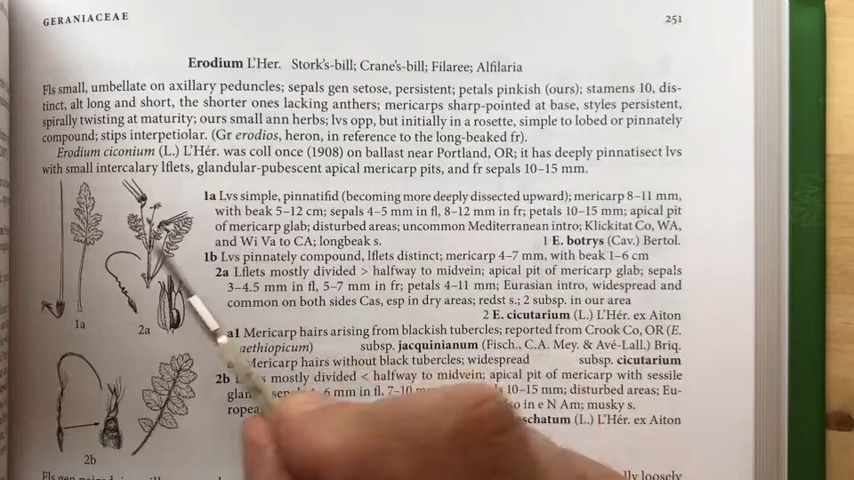 GERANIACEAE 251
Erodium L'Her. Stork's-bill; Crane's-bill; Filaree; Alfilaria
Fls small, umbellate on axillary peduncles; sepals gen setose, persistent; petals pinkish (ours); stamens 10, dis-
tinct, alt long and short, the shorter ones lacking anthers; mericarps sharp-pointed at base, styles persistent,
spirally twisting at maturity; ours small ann herbs; lvs opp, but initially in a rosette, simple to lobed or pinnately
compound; stips interpetiolar. (Gr erodios, heron, in reference to the long-beaked fr).
Erodium ciconium (L.) L'Hér. was coll once (1908) on ballast near Portland, OR; it has deeply pinnatisect lvs
with small intercalary lflets, glandular-pubescent apical mericarp pits, and fr sepals 10–15 mm.
1a Lvs simple, pinnatifid (becoming more deeply dissected upward); mericarp 8–11 mm,
with beak 5–12 cm; sepals 4–5 mm in fl, 8–12 mm in fr; petals 10–15 mm; apical pit
of mericarp glab; disturbed areas; uncommon Mediterranean intro; Klickitat Co, WA,
and Wi Va to CA; longbeak s. 1 E. botrys (Cav.) Bertol.
1b Lvs pinnately compound, lflets distinct; mericarp 4–7 mm, with beak 1–6 cm
2a Lflets mostly divided > halfway to midvein; apical pit of mericarp glab; sepals
3–4.5 mm in fl, 5–7 mm in fr; petals 4–11 mm; Eurasian intro, widespread and
common on both sides Cas, esp in dry areas; redst s.; 2 subsp. in our area
2 E. cicutarium (L.) L'Hér. ex Aiton
a1 Mericarp hairs arising from blackish tubercles; reported from Crook Co, OR (E.
aethiopicum) subsp. jacquinianum (Fisch., C.A. Mey. & Avé-Lall.) Briq.
Mericarp hairs without black tubercles; widespread subsp. cicutarium
2b mostly divided < halfway to midvein; apical pit of mericarp with sessile
6 mm in fl, 10–15 mm; disturbed areas; Eu-
in e N Am; musky s.
(L.) L'Hér. ex Aiton
1a
2a
2b